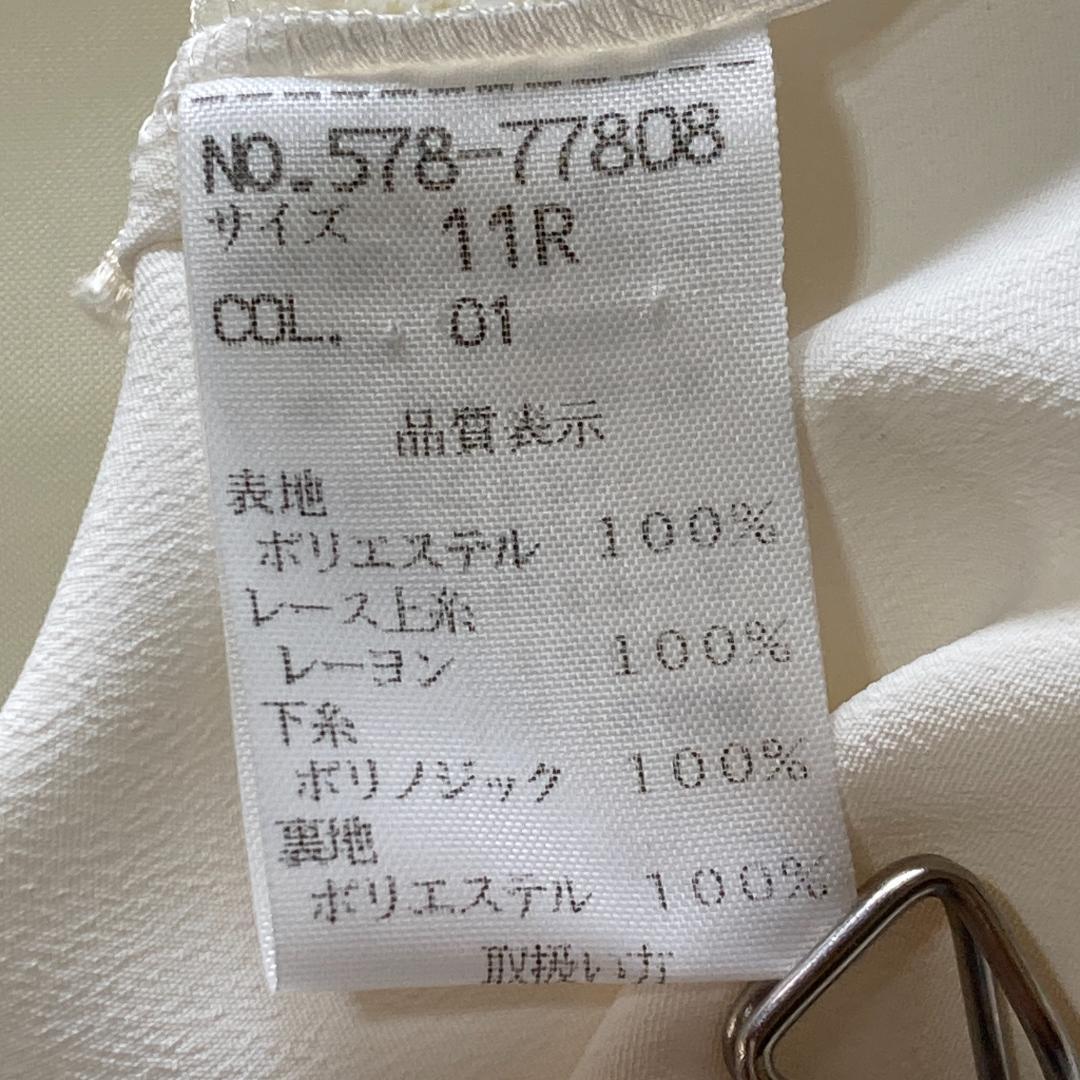 NO.578-77808
サイズ 11R
COL. 01
品質表示
表地
ポリエステル 100%
レース上糸
レーヨン 100%
下糸
ポリノジック 100%
裏地
ポリエステル 100%
取扱い方